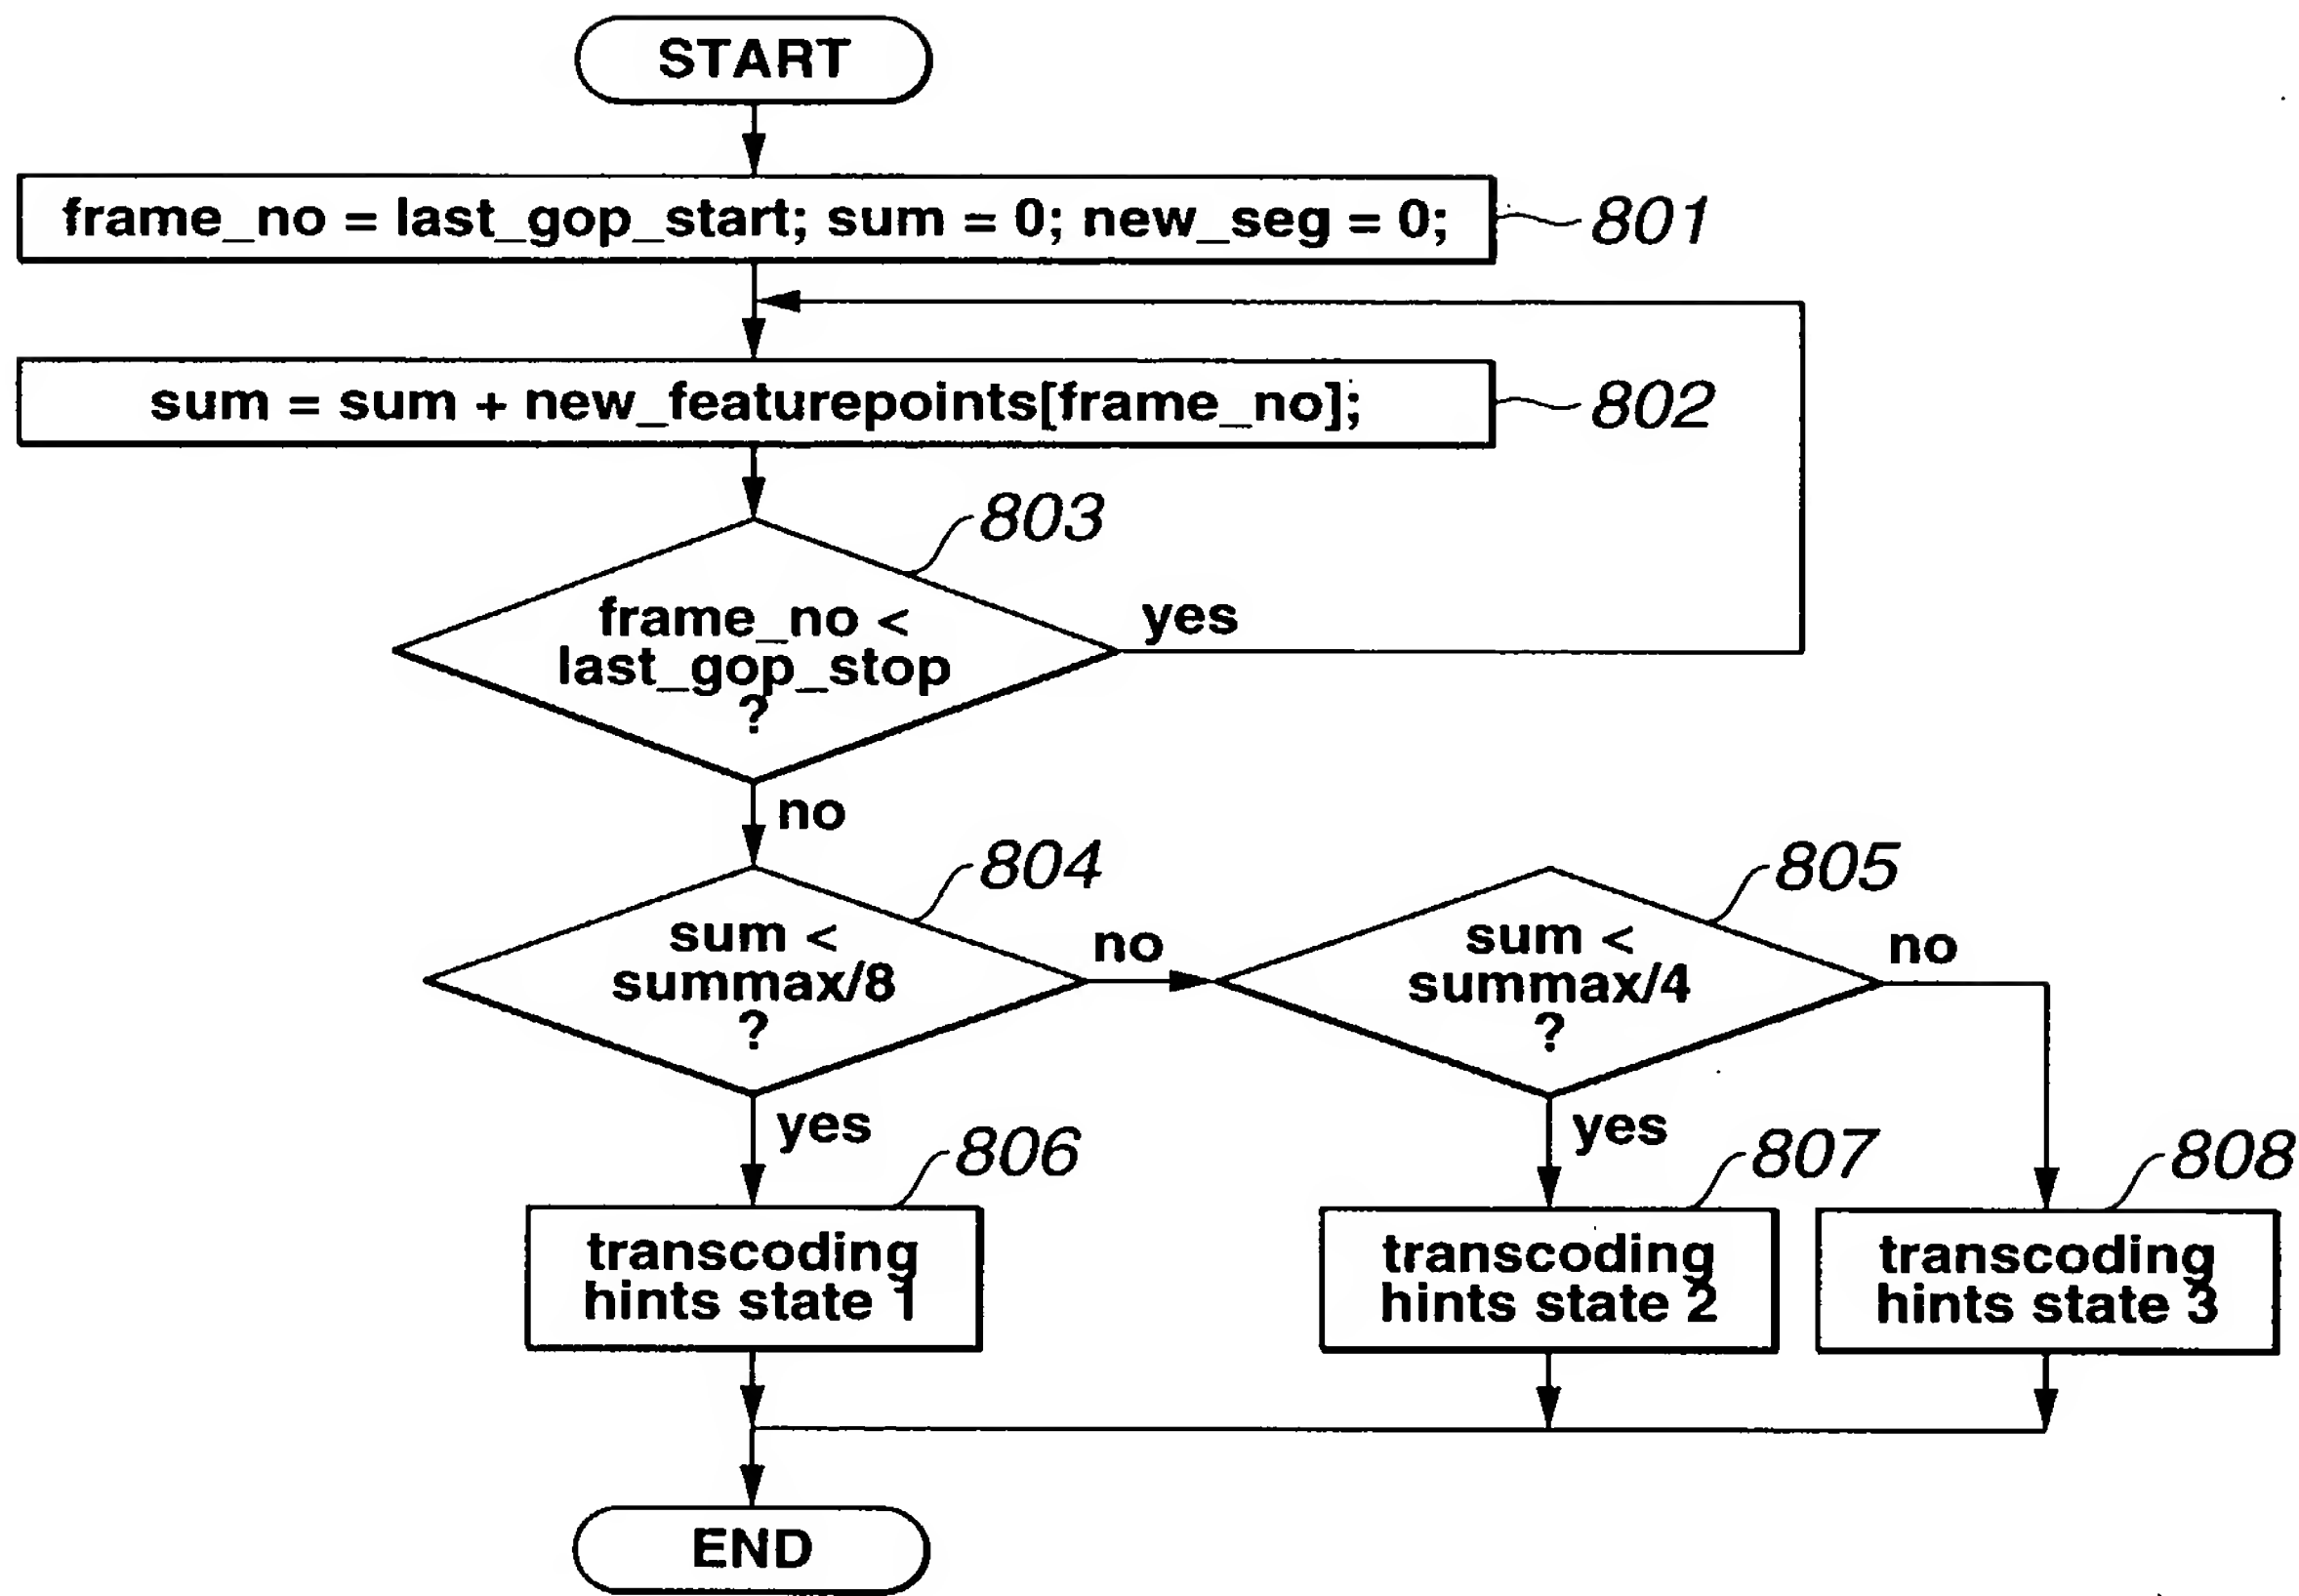 START
frame_no = last_gop_start; sum = 0; new_seg = 0;
801
sum = sum + new_featurepoints[frame_no];
802
803
frame_no <
last_gop_stop
?
yes
no
804
sum <
summax/8
?
no
805
sum <
summax/4
?
no
yes
806
yes
807
808
transcoding
hints state 1
transcoding
hints state 2
transcoding
hints state 3
END